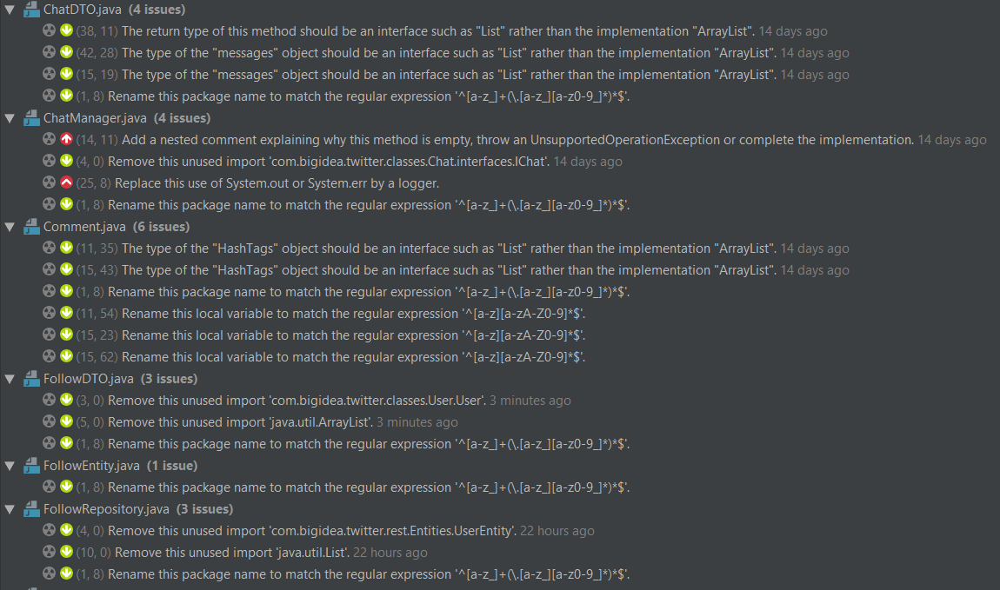 ChatDTO.java (4 issues)
(38, 11) The return type of this method should be an interface such as "List" rather than the implementation "ArrayList". 14 days ago
(42, 28) The type of the "messages" object should be an interface such as "List" rather than the implementation "ArrayList". 14 days ago
(15, 19) The type of the "messages" object should be an interface such as "List" rather than the implementation "ArrayList". 14 days ago
(1, 8) Rename this package name to match the regular expression '^[a-z_]+(\.[a-z_][a-z0-9_]*)*$'.
ChatManager.java (4 issues)
(14, 11) Add a nested comment explaining why this method is empty, throw an UnsupportedOperationException or complete the implementation. 14 days ago
(4, 0) Remove this unused import 'com.bigidea.twitter.classes.Chat.interfaces.IChat'. 14 days ago
(25, 8) Replace this use of System.out or System.err by a logger.
(1, 8) Rename this package name to match the regular expression '^[a-z_]+(\.[a-z_][a-z0-9_]*)*$'.
Comment.java (6 issues)
(11, 35) The type of the "HashTags" object should be an interface such as "List" rather than the implementation "ArrayList". 14 days ago
(15, 43) The type of the "HashTags" object should be an interface such as "List" rather than the implementation "ArrayList". 14 days ago
(1, 8) Rename this package name to match the regular expression '^[a-z_]+(\.[a-z_][a-z0-9_]*)*$'.
(11, 54) Rename this local variable to match the regular expression '^[a-z][a-zA-Z0-9]*$'.
(15, 23) Rename this local variable to match the regular expression '^[a-z][a-zA-Z0-9]*$'.
(15, 62) Rename this local variable to match the regular expression '^[a-z][a-zA-Z0-9]*$'.
FollowDTO.java (3 issues)
(3, 0) Remove this unused import 'com.bigidea.twitter.classes.User.User'. 3 minutes ago
(5, 0) Remove this unused import 'java.util.ArrayList'. 3 minutes ago
(1, 8) Rename this package name to match the regular expression '^[a-z_]+(\.[a-z_][a-z0-9_]*)*$'.
FollowEntity.java (1 issue)
(1, 8) Rename this package name to match the regular expression '^[a-z_]+(\.[a-z_][a-z0-9_]*)*$'.
FollowRepository.java (3 issues)
(4, 0) Remove this unused import 'com.bigidea.twitter.rest.Entities.UserEntity'. 22 hours ago
(10, 0) Remove this unused import 'java.util.List'. 22 hours ago
(1, 8) Rename this package name to match the regular expression '^[a-z_]+(\.[a-z_][a-z0-9_]*)*$'.